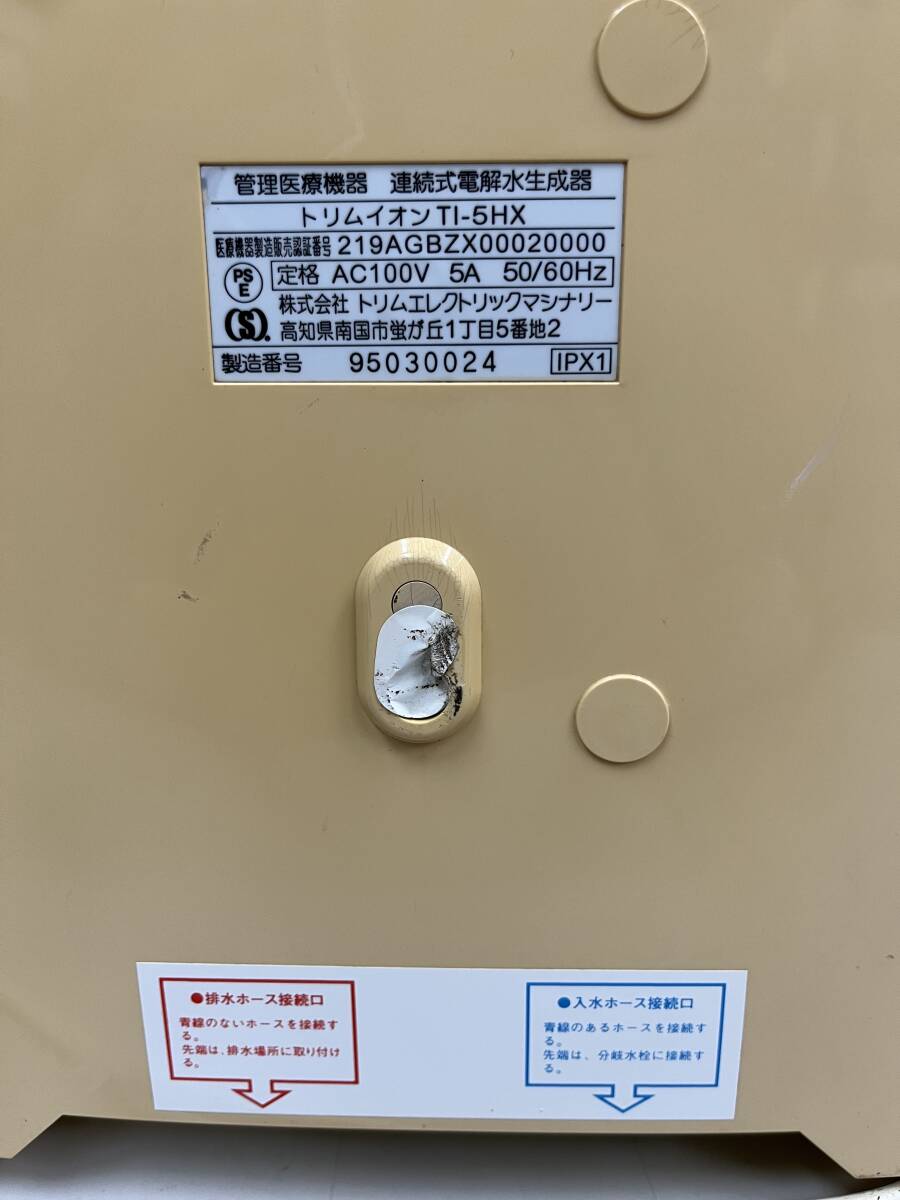 管理医療機器 連続式電解水生成器
トリムイオン TI-5HX
医療機器製造販売認証番号 219AGBZX00020000
PS
E
定格 AC100V 5A 50/60Hz
株式会社 トリムエレクトリックマシナリー
(S).
高知県南国市蛍が丘1丁目5番地2
製造番号 95030024 IPX1
●排水ホース接続口
青線のないホースを接続す
る。
先端は、排水場所に取り付け
る。
●入水ホース接続口
青線のあるホースを接続す
る。
先端は、分岐水栓に接続す
る。